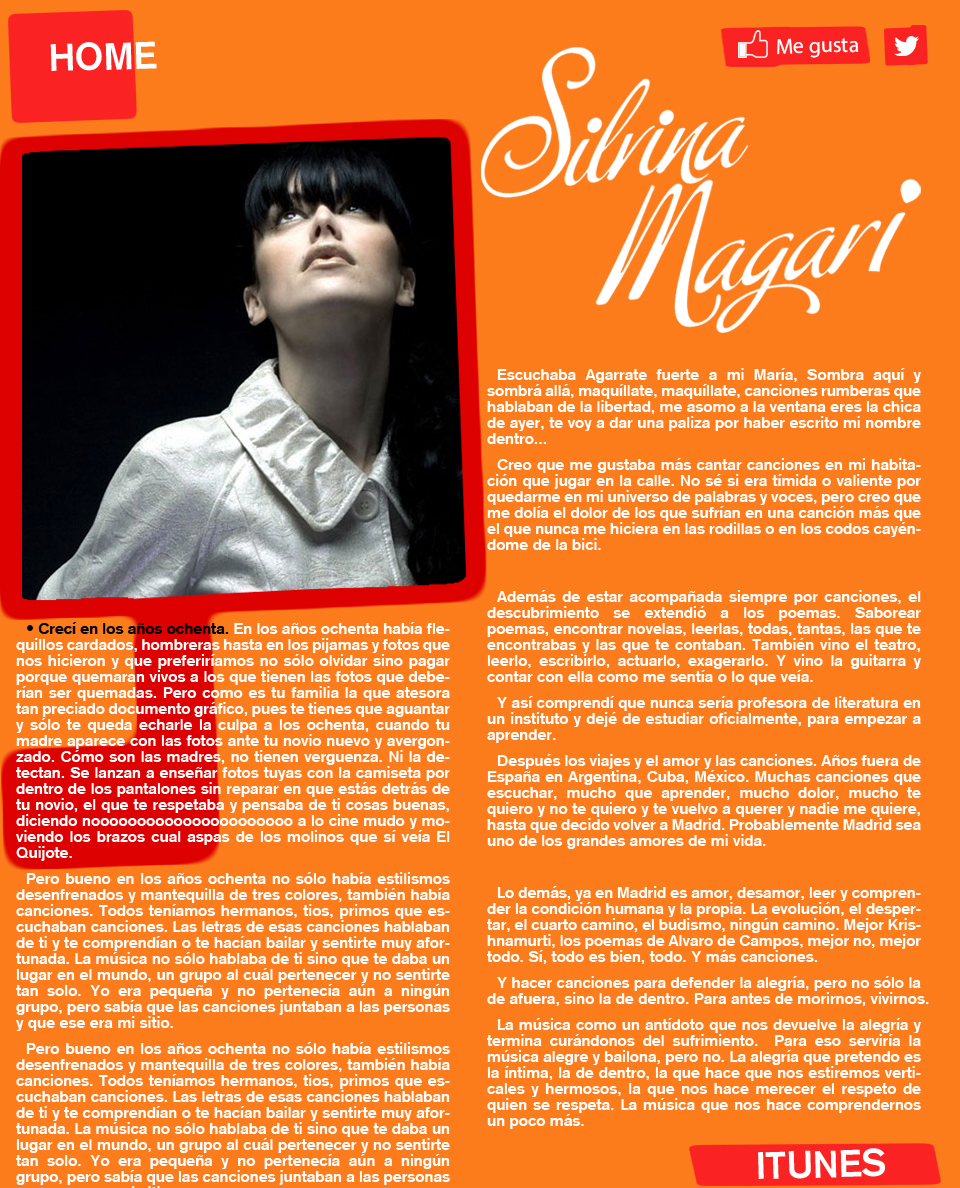 HOME
Me gusta
Silvina
Magari
• Crecí en los años ochenta. En los años ochenta había fle-
quillos cardados, hombreras hasta en los pijamas y fotos que
nos hicieron y que preferiríamos no sólo olvidar sino pagar
porque quemaran vivos a los que tienen las fotos que debe-
rían ser quemadas. Pero como es tu familia la que atesora
tan preciado documento gráfico, pues te tienes que aguantar
y sólo te queda echarle la culpa a los ochenta, cuando tu
madre aparece con las fotos ante tu novio nuevo y avergon-
zado. Cómo son las madres, no tienen verguenza. Ni la de-
tectan. Se lanzan a enseñar fotos tuyas con la camiseta por
dentro de los pantalones sin reparar en que estás detrás de
tu novio, el que te respetaba y pensaba de ti cosas buenas,
diciendo noooooooooooooooooooooo a lo cine mudo y mo-
viendo los brazos cual aspas de los molinos que sí veía El
Quijote.
Pero bueno en los años ochenta no sólo había estilismos
desenfrenados y mantequilla de tres colores, también había
canciones. Todos teníamos hermanos, tios, primos que es-
cuchaban canciones. Las letras de esas canciones hablaban
de ti y te comprendían o te hacían bailar y sentirte muy afor-
tunada. La música no sólo hablaba de ti sino que te daba un
lugar en el mundo, un grupo al cuál pertenecer y no sentirte
tan solo. Yo era pequeña y no pertenecía aún a ningún
grupo, pero sabía que las canciones juntaban a las personas
y que ese era mi sitio.
Pero bueno en los años ochenta no sólo había estilismos
desenfrenados y mantequilla de tres colores, también había
canciones. Todos teníamos hermanos, tios, primos que es-
cuchaban canciones. Las letras de esas canciones hablaban
de ti y te comprendían o te hacían bailar y sentirte muy afor-
tunada. La música no sólo hablaba de ti sino que te daba un
lugar en el mundo, un grupo al cuál pertenecer y no sentirte
tan solo. Yo era pequeña y no pertenecía aún a ningún
grupo, pero sabía que las canciones juntaban a las personas
Escuchaba Agarrate fuerte a mi María, Sombra aquí y
sombrá allá, maquíllate, maquíllate, canciones rumberas que
hablaban de la libertad, me asomo a la ventana eres la chica
de ayer, te voy a dar una paliza por haber escrito mi nombre
dentro...
Creo que me gustaba más cantar canciones en mi habita-
ción que jugar en la calle. No sé si era tímida o valiente por
quedarme en mi universo de palabras y voces, pero creo que
me dolía el dolor de los que sufrían en una canción más que
el que nunca me hiciera en las rodillas o en los codos cayén-
dome de la bici.
Además de estar acompañada siempre por canciones, el
descubrimiento se extendió a los poemas. Saborear
poemas, encontrar novelas, leerlas, todas, tantas, las que te
encontrabas y las que te contaban. También vino el teatro,
leerlo, escribirlo, actuarlo, exagerarlo. Y vino la guitarra y
contar con ella como me sentía o lo que veía.
Y así comprendí que nunca sería profesora de literatura en
un instituto y dejé de estudiar oficialmente, para empezar a
aprender.
Después los viajes y el amor y las canciones. Años fuera de
España en Argentina, Cuba, México. Muchas canciones que
escuchar, mucho que aprender, mucho dolor, mucho te
quiero y no te quiero y te vuelvo a querer y nadie me quiere,
hasta que decido volver a Madrid. Probablemente Madrid sea
uno de los grandes amores de mi vida.
Lo demás, ya en Madrid es amor, desamor, leer y compren-
der la condición humana y la propia. La evolución, el desper-
tar, el cuarto camino, el budismo, ningún camino. Mejor Kris-
hnamurti, los poemas de Alvaro de Campos, mejor no, mejor
todo. Sí, todo es bien, todo. Y más canciones.
Y hacer canciones para defender la alegría, pero no sólo la
de afuera, sino la de dentro. Para antes de morirnos, vivirnos.
La música como un antídoto que nos devuelve la alegría y
termina curándonos del sufrimiento. Para eso serviría la
música alegre y bailona, pero no. La alegría que pretendo es
la íntima, la de dentro, la que hace que nos estiremos verti-
cales y hermosos, la que nos hace merecer el respeto de
quien se respeta. La música que nos hace comprendernos
un poco más.
ITUNES